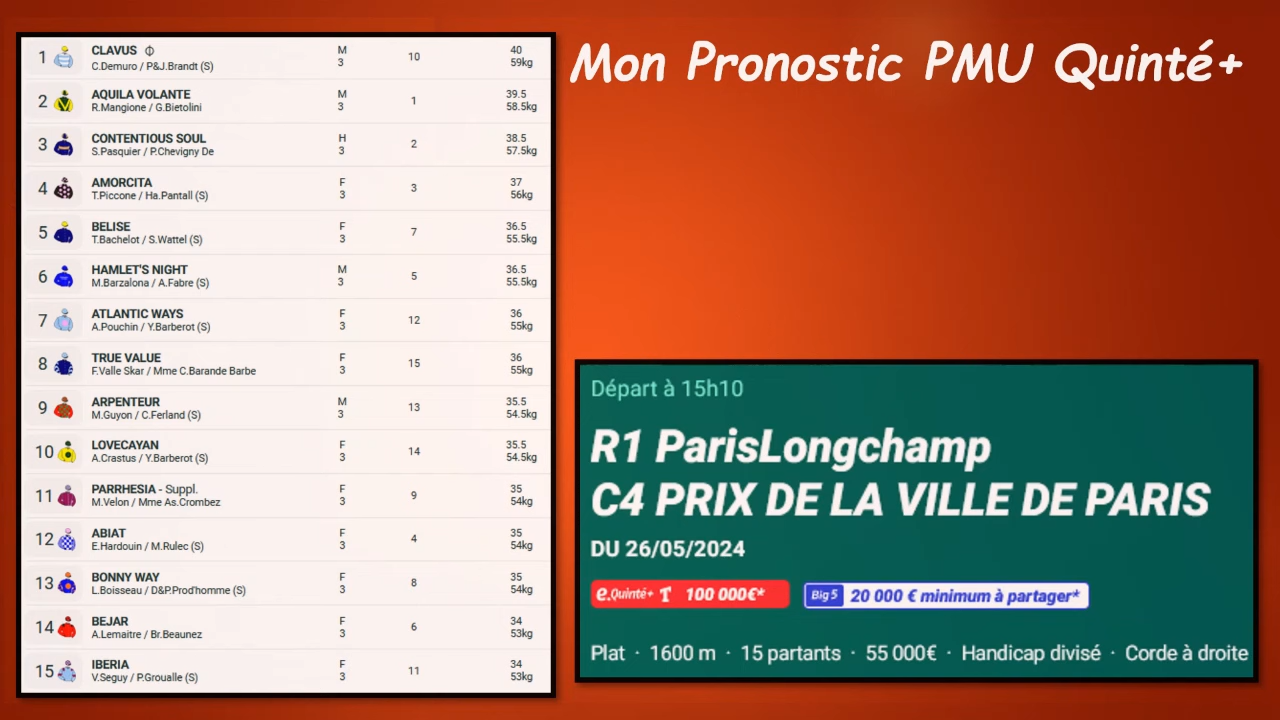 Mon Pronostic PMU Quinté+
1 CLAVUS M 10 40
C.Demuro / P&J.Brandt (S) 3 59kg
2 AQUILA VOLANTE M 1 39.5
R.Mangione / G.Bietolini 3 58.5kg
3 CONTENTIOUS SOUL H 2 38.5
S.Pasquier / P.Chevigny De 3 57.5kg
4 AMORCITA F 3 37
T.Piccone / Ha.Pantall (S) 3 56kg
5 BELISE F 7 36.5
T.Bachelot / S.Wattel (S) 3 55.5kg
6 HAMLET'S NIGHT M 5 36.5
M.Barzalona / A.Fabre (S) 3 55.5kg
7 ATLANTIC WAYS F 12 36
A.Pouchin / Y.Barberot (S) 3 55kg
8 TRUE VALUE F 15 36
F.Valle Skar / Mme C.Barande Barbe 3 55kg
9 ARPENTEUR M 13 35.5
M.Guyon / C.Ferland (S) 3 54.5kg
10 LOVECAYAN F 14 35.5
A.Crastus / Y.Barberot (S) 3 54.5kg
11 PARRHESIA - Suppl. F 9 35
M.Velon / Mme As.Crombez 3 54kg
12 ABIAT F 4 35
E.Hardouin / M.Rulec (S) 3 54kg
13 BONNY WAY F 8 35
L.Boisseau / D&P.Prod'homme (S) 3 54kg
14 BEJAR F 6 34
A.Lemaitre / Br.Beaunez 3 53kg
15 IBERIA F 11 34
V.Seguy / P.Groualle (S) 3 53kg
Départ à 15h10
R1 ParisLongchamp
C4 PRIX DE LA VILLE DE PARIS
DU 26/05/2024
e.Quinté+ T 100 000€* Big5 20 000 € minimum à partager*
Plat · 1600 m · 15 partants · 55 000€ · Handicap divisé · Corde à droite